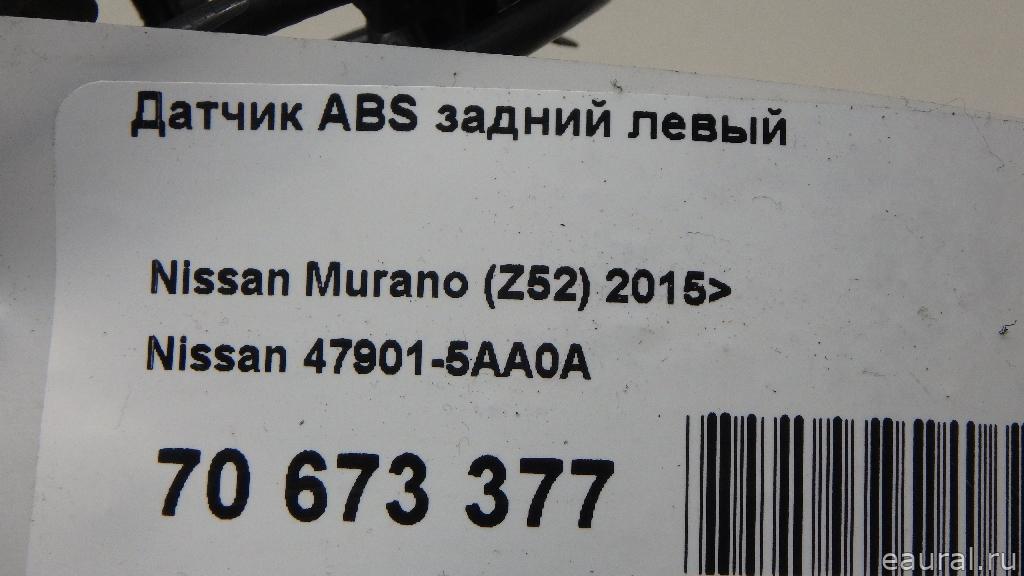 Датчик ABS задний левый
Nissan Murano (Z52) 2015>
Nissan 47901-5AA0A
70 673 377
eaural.ru